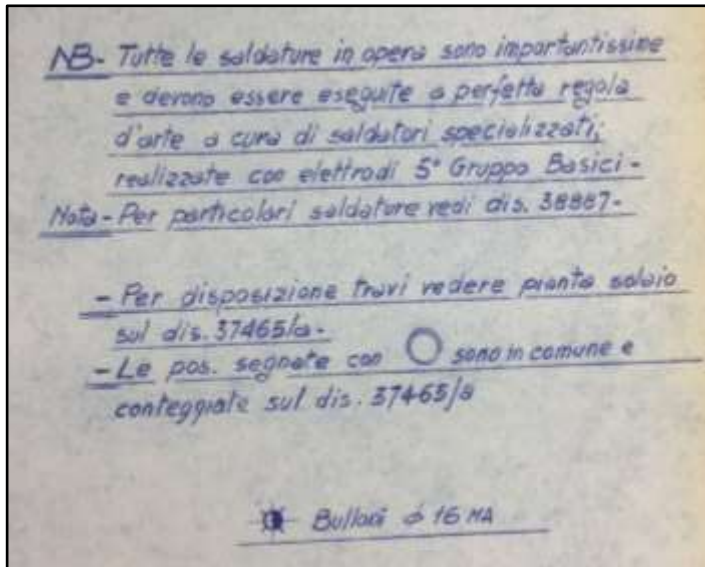 NB- Tutte le saldature in opera sono importantissime
e devono essere eseguite a perfetta regola
d'arte a cura di saldatori specializzati;
realizzate con elettrodi 5° Gruppo Basici-
Nota- Per particolari saldature vedi dis. 38887-
- Per disposizione travi vedere pianta solaio
sul dis. 37465/a-
- Le pos. segnate con ◯ sono in comune e
conteggiate sul dis. 37465/a
Bulloni ϕ 16 MA